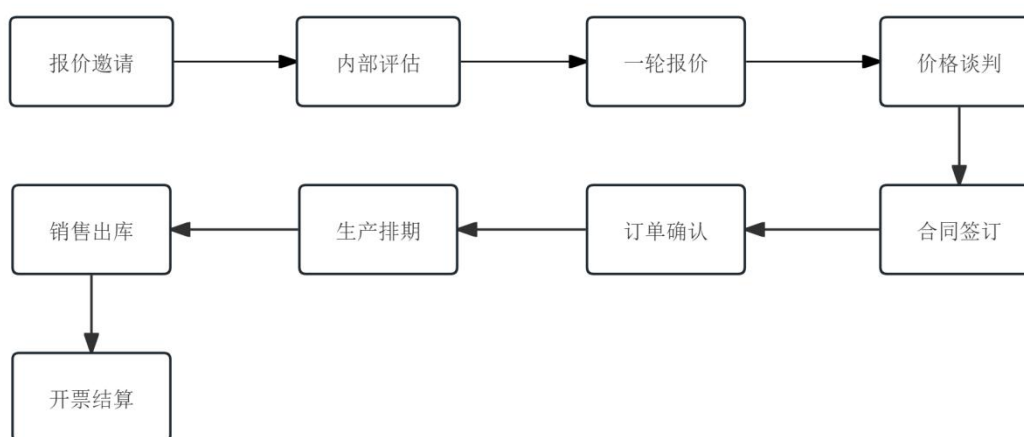 报价邀请
内部评估
一轮报价
价格谈判
合同签订
订单确认
生产排期
销售出库
开票结算